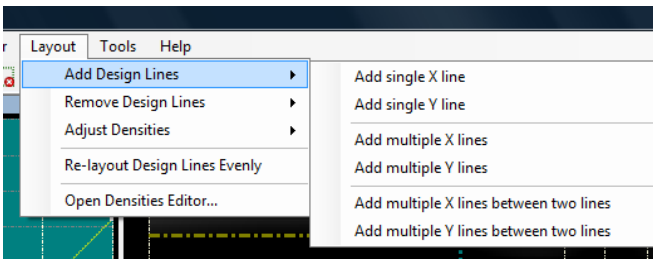 Layout Tools Help
Add Design Lines
Remove Design Lines
Adjust Densities
Re-layout Design Lines Evenly
Open Densities Editor...
Add single X line
Add single Y line
Add multiple X lines
Add multiple Y lines
Add multiple X lines between two lines
Add multiple Y lines between two lines